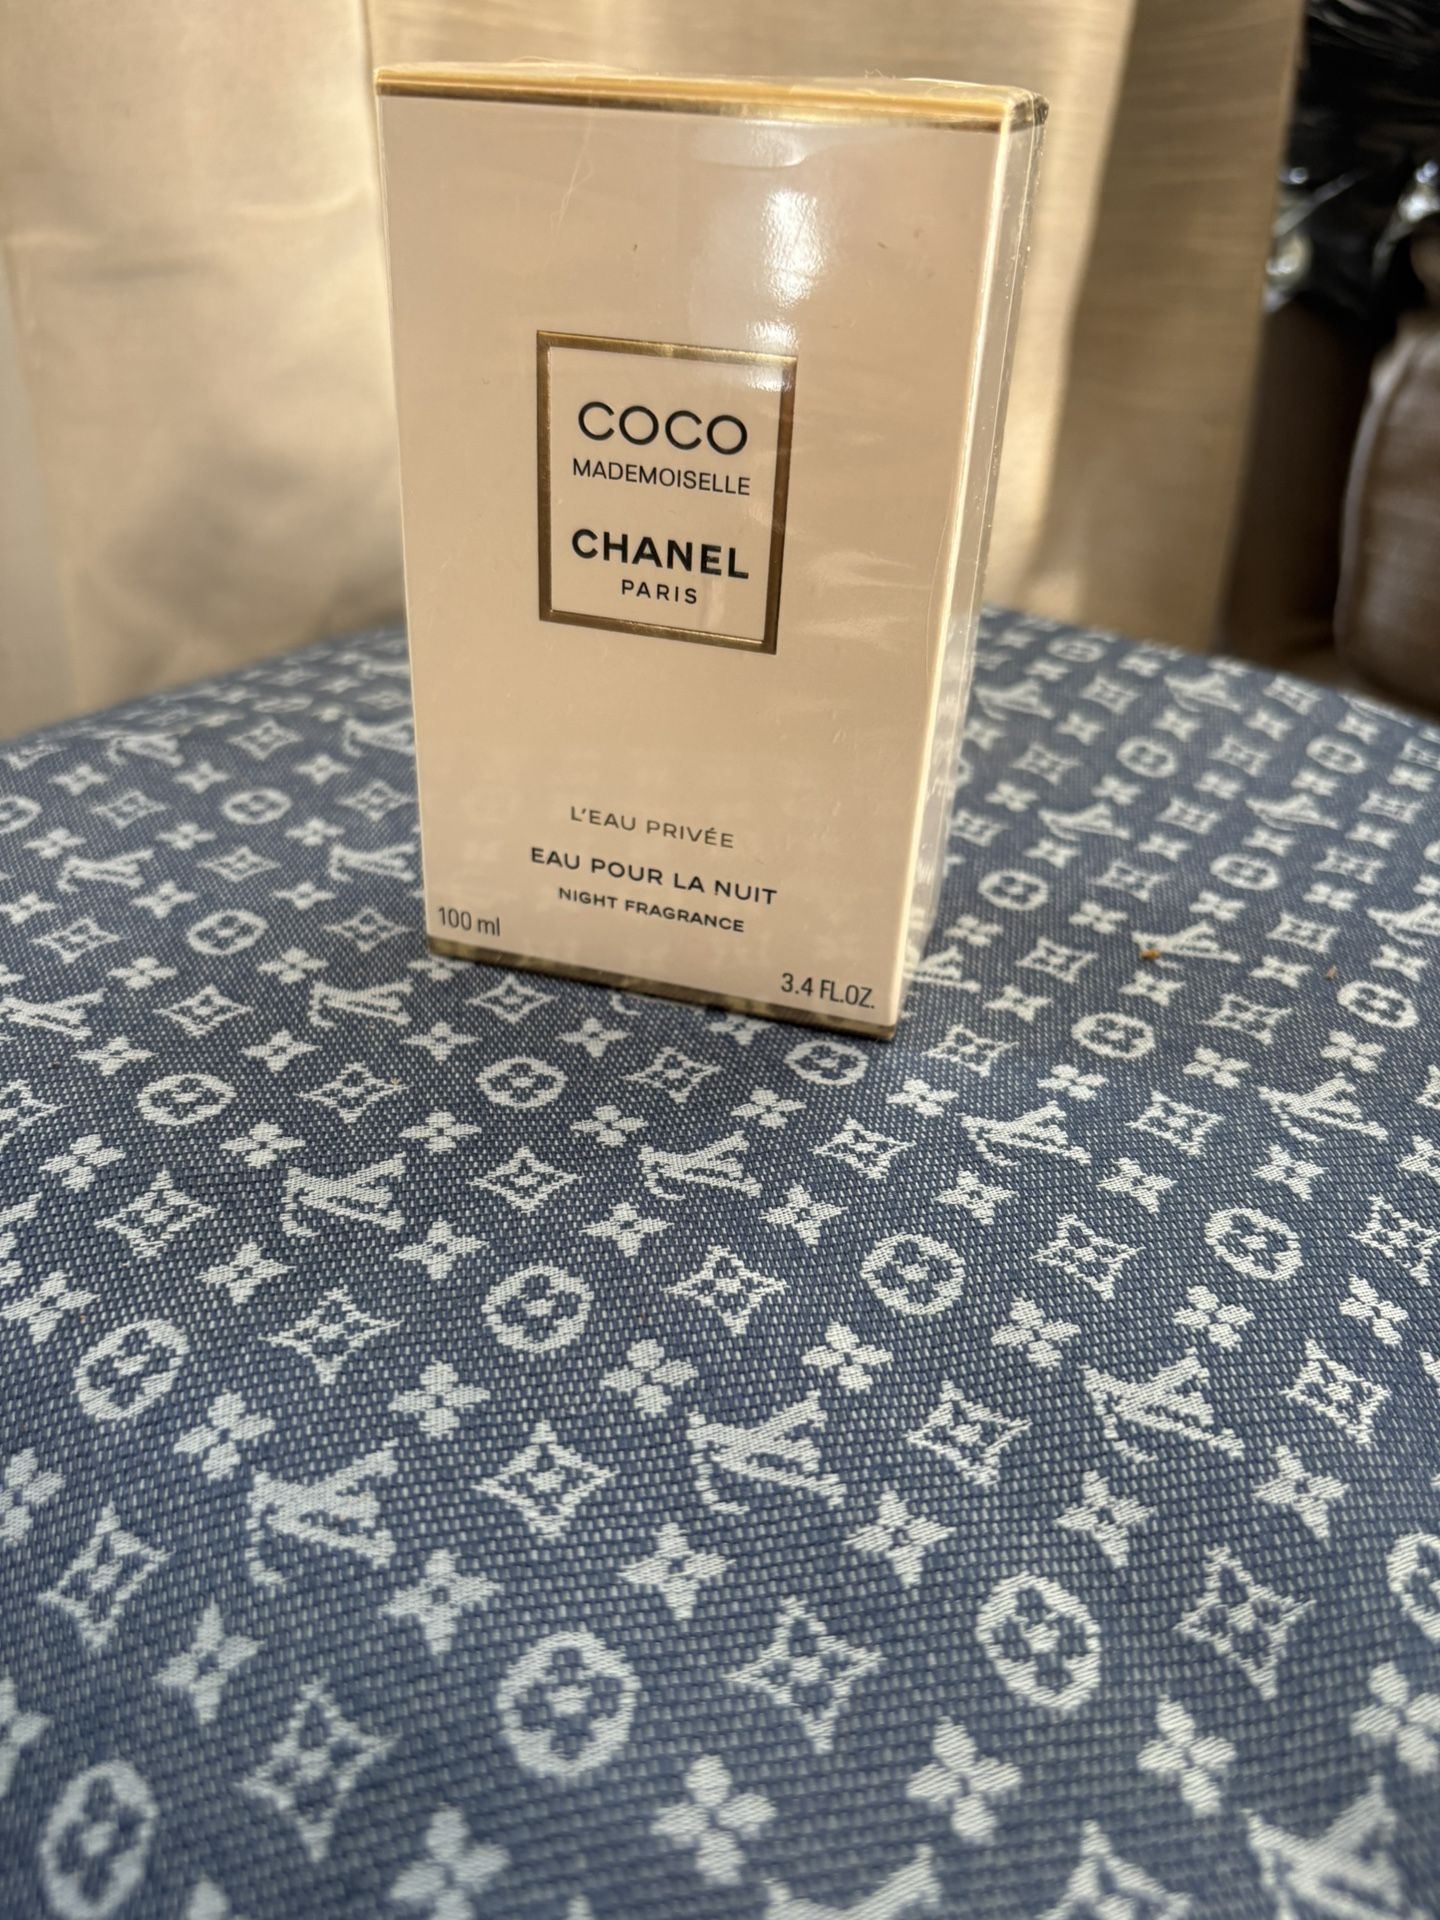 COCO
MADEMOISELLE
CHANEL
PARIS
L'EAU PRIVÉE
EAU POUR LA NUIT
NIGHT FRAGRANCE
100 ml
3.4 FL.OZ.